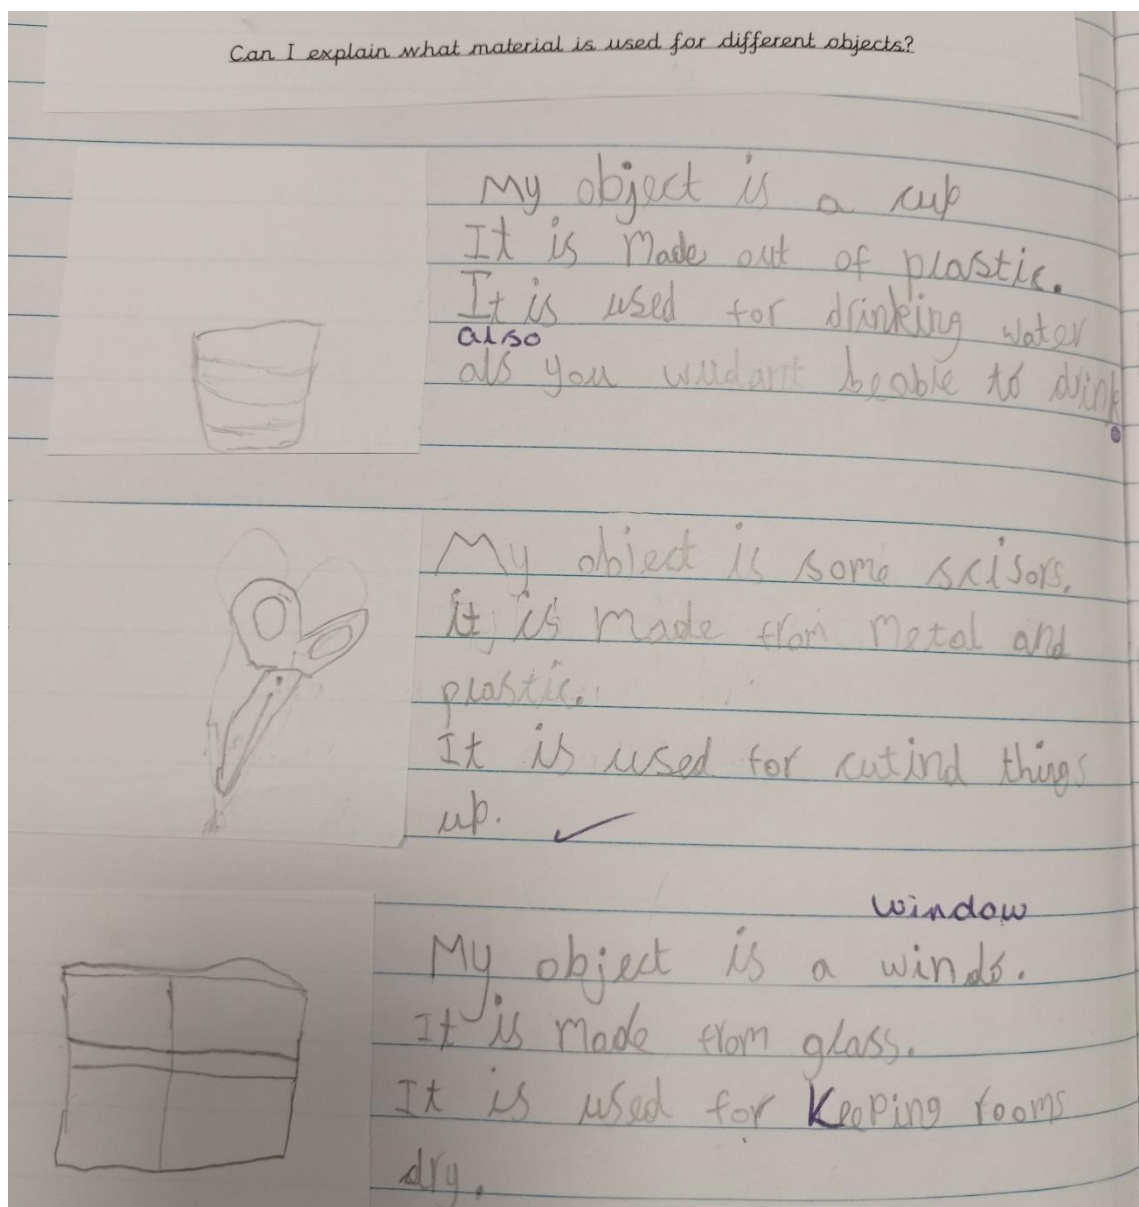 Can I explain what material is used for different objects?
My object is a cup
It is Made out of plastic.
It is used for drinking water
also
als you wudant beable to drink.
My object is some scisors.
it is made from Metal and
plastic.
It is used for cutind things
up.
window
My object is a windo.
It is Made from glass.
It is used for Keeping rooms
dry.